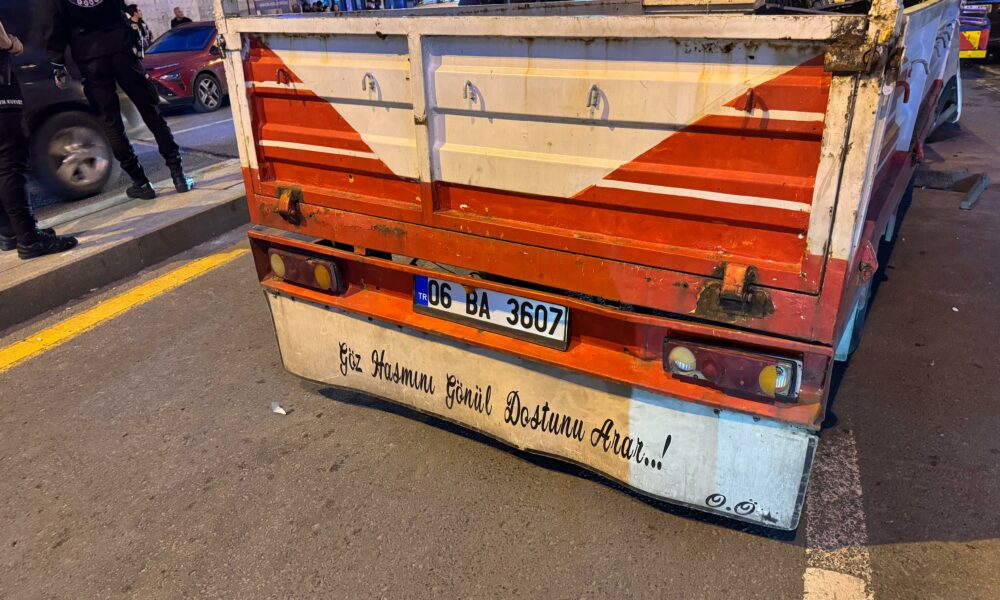 TR 06 BA 3607
Göz Hasmını Gönül Dostunu Arar...!
O.Ö